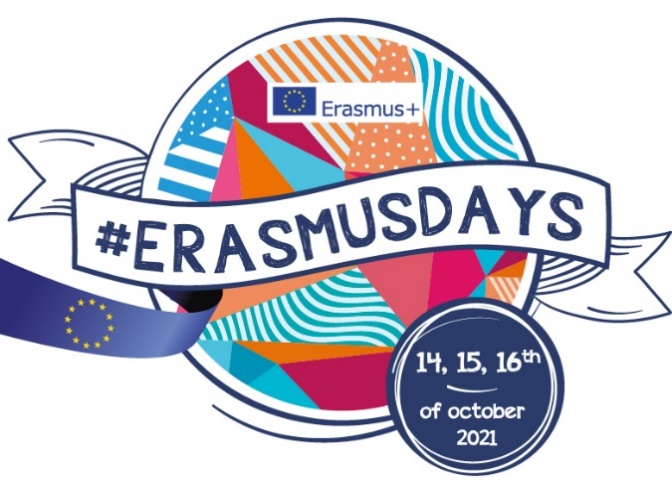 Erasmus+
#ERASMUSDAYS
14, 15, 16th
of october
2021